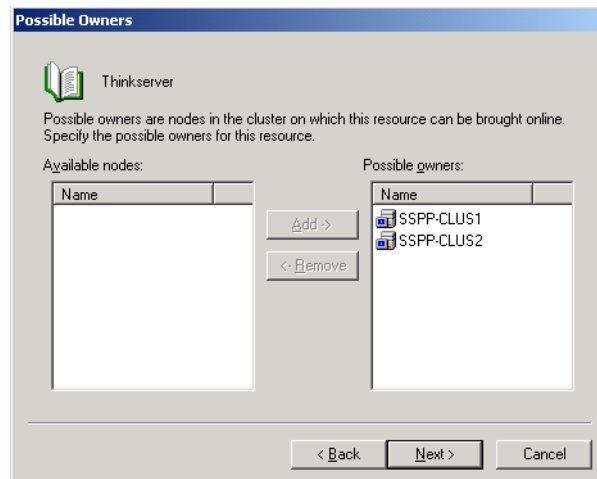 Possible Owners
Thinkserver
Possible owners are nodes in the cluster on which this resource can be brought online.
Specify the possible owners for this resource.
Available nodes:
Possible owners:
Name
Name
SSPP-CLUS1
SSPP-CLUS2
Add ->
<- Remove
< Back
Next >
Cancel